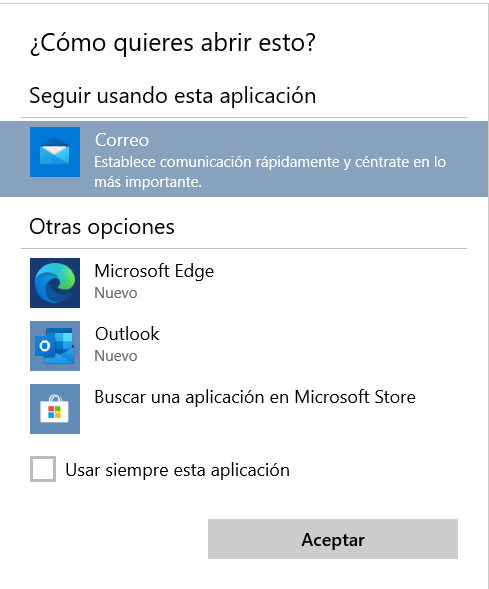 ¿Cómo quieres abrir esto?
Seguir usando esta aplicación
Correo
Establece comunicación rápidamente y céntrate en lo
más importante.
Otras opciones
Microsoft Edge
Nuevo
Outlook
Nuevo
Buscar una aplicación en Microsoft Store
Usar siempre esta aplicación
Aceptar